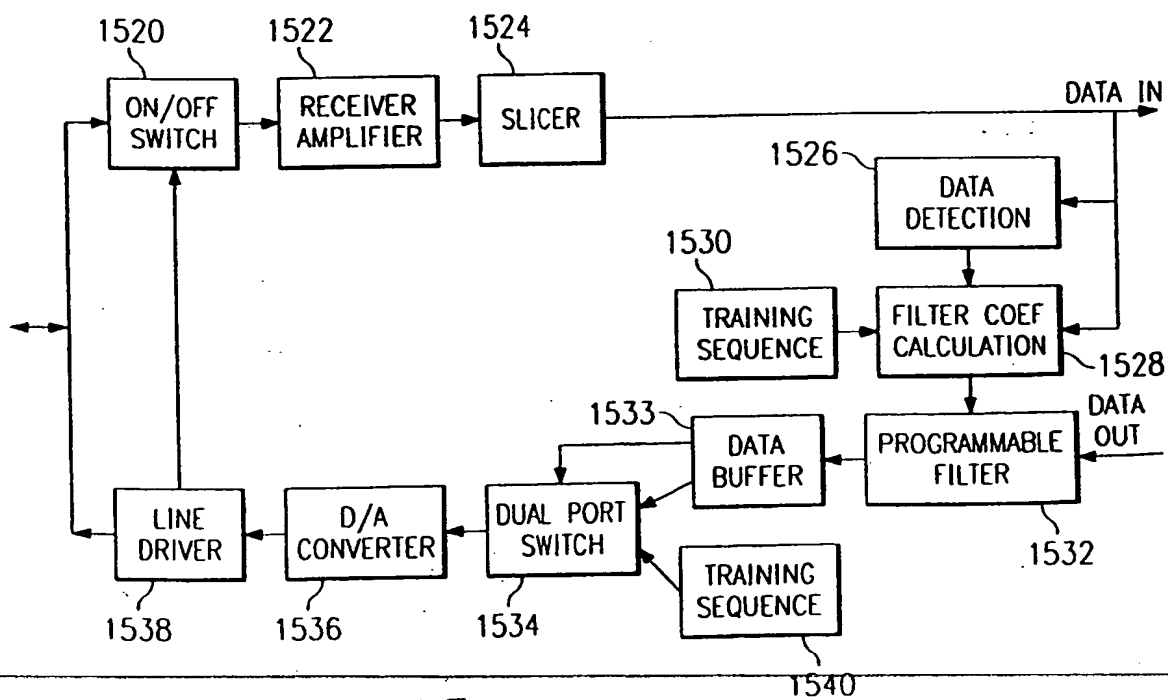 1520
1522
1524
ON/OFF
SWITCH
RECEIVER
AMPLIFIER
SLICER
DATA IN
1526
DATA
DETECTION
1530
TRAINING
SEQUENCE
FILTER COEF
CALCULATION
1528
1533
DATA
BUFFER
PROGRAMMABLE
FILTER
DATA
OUT
1532
LINE
DRIVER
D/A
CONVERTER
DUAL PORT
SWITCH
TRAINING
SEQUENCE
1538
1536
1534
1540